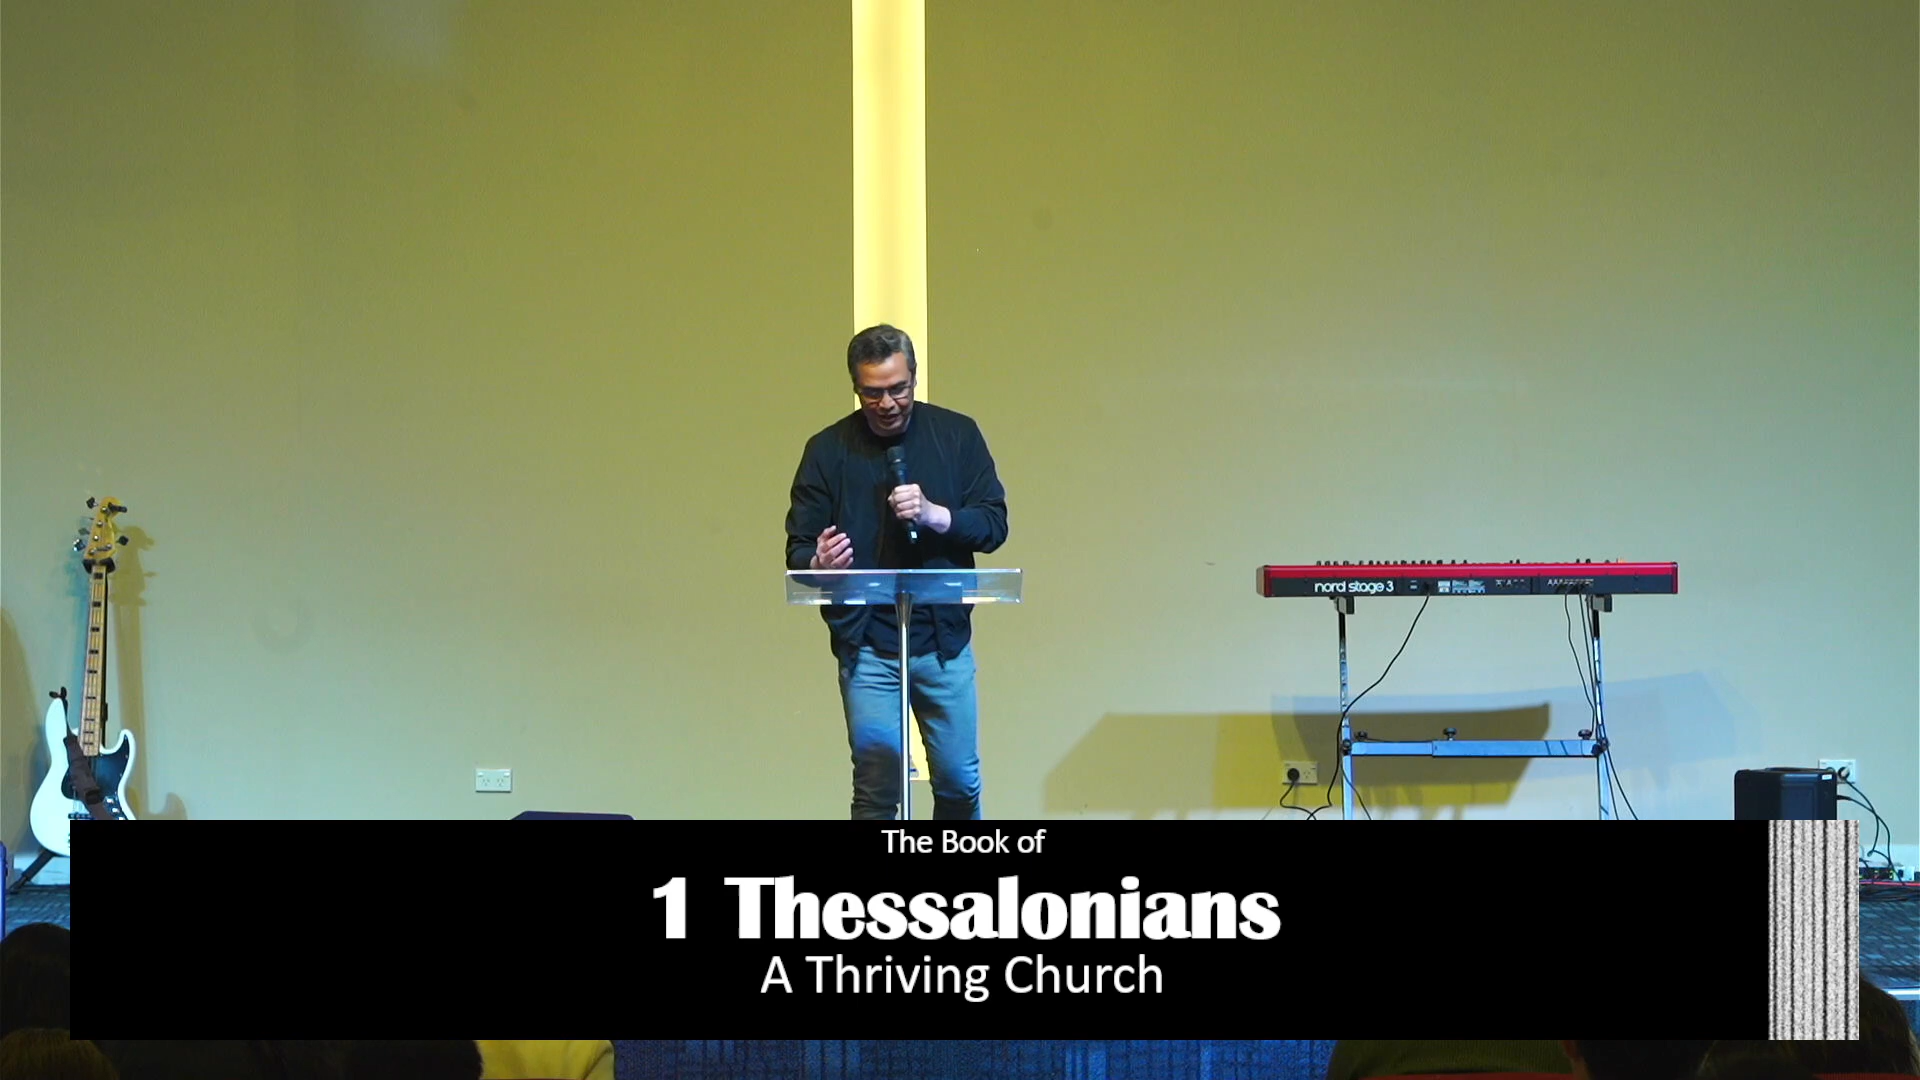 nord stage 3
The Book of
1 Thessalonians
A Thriving Church